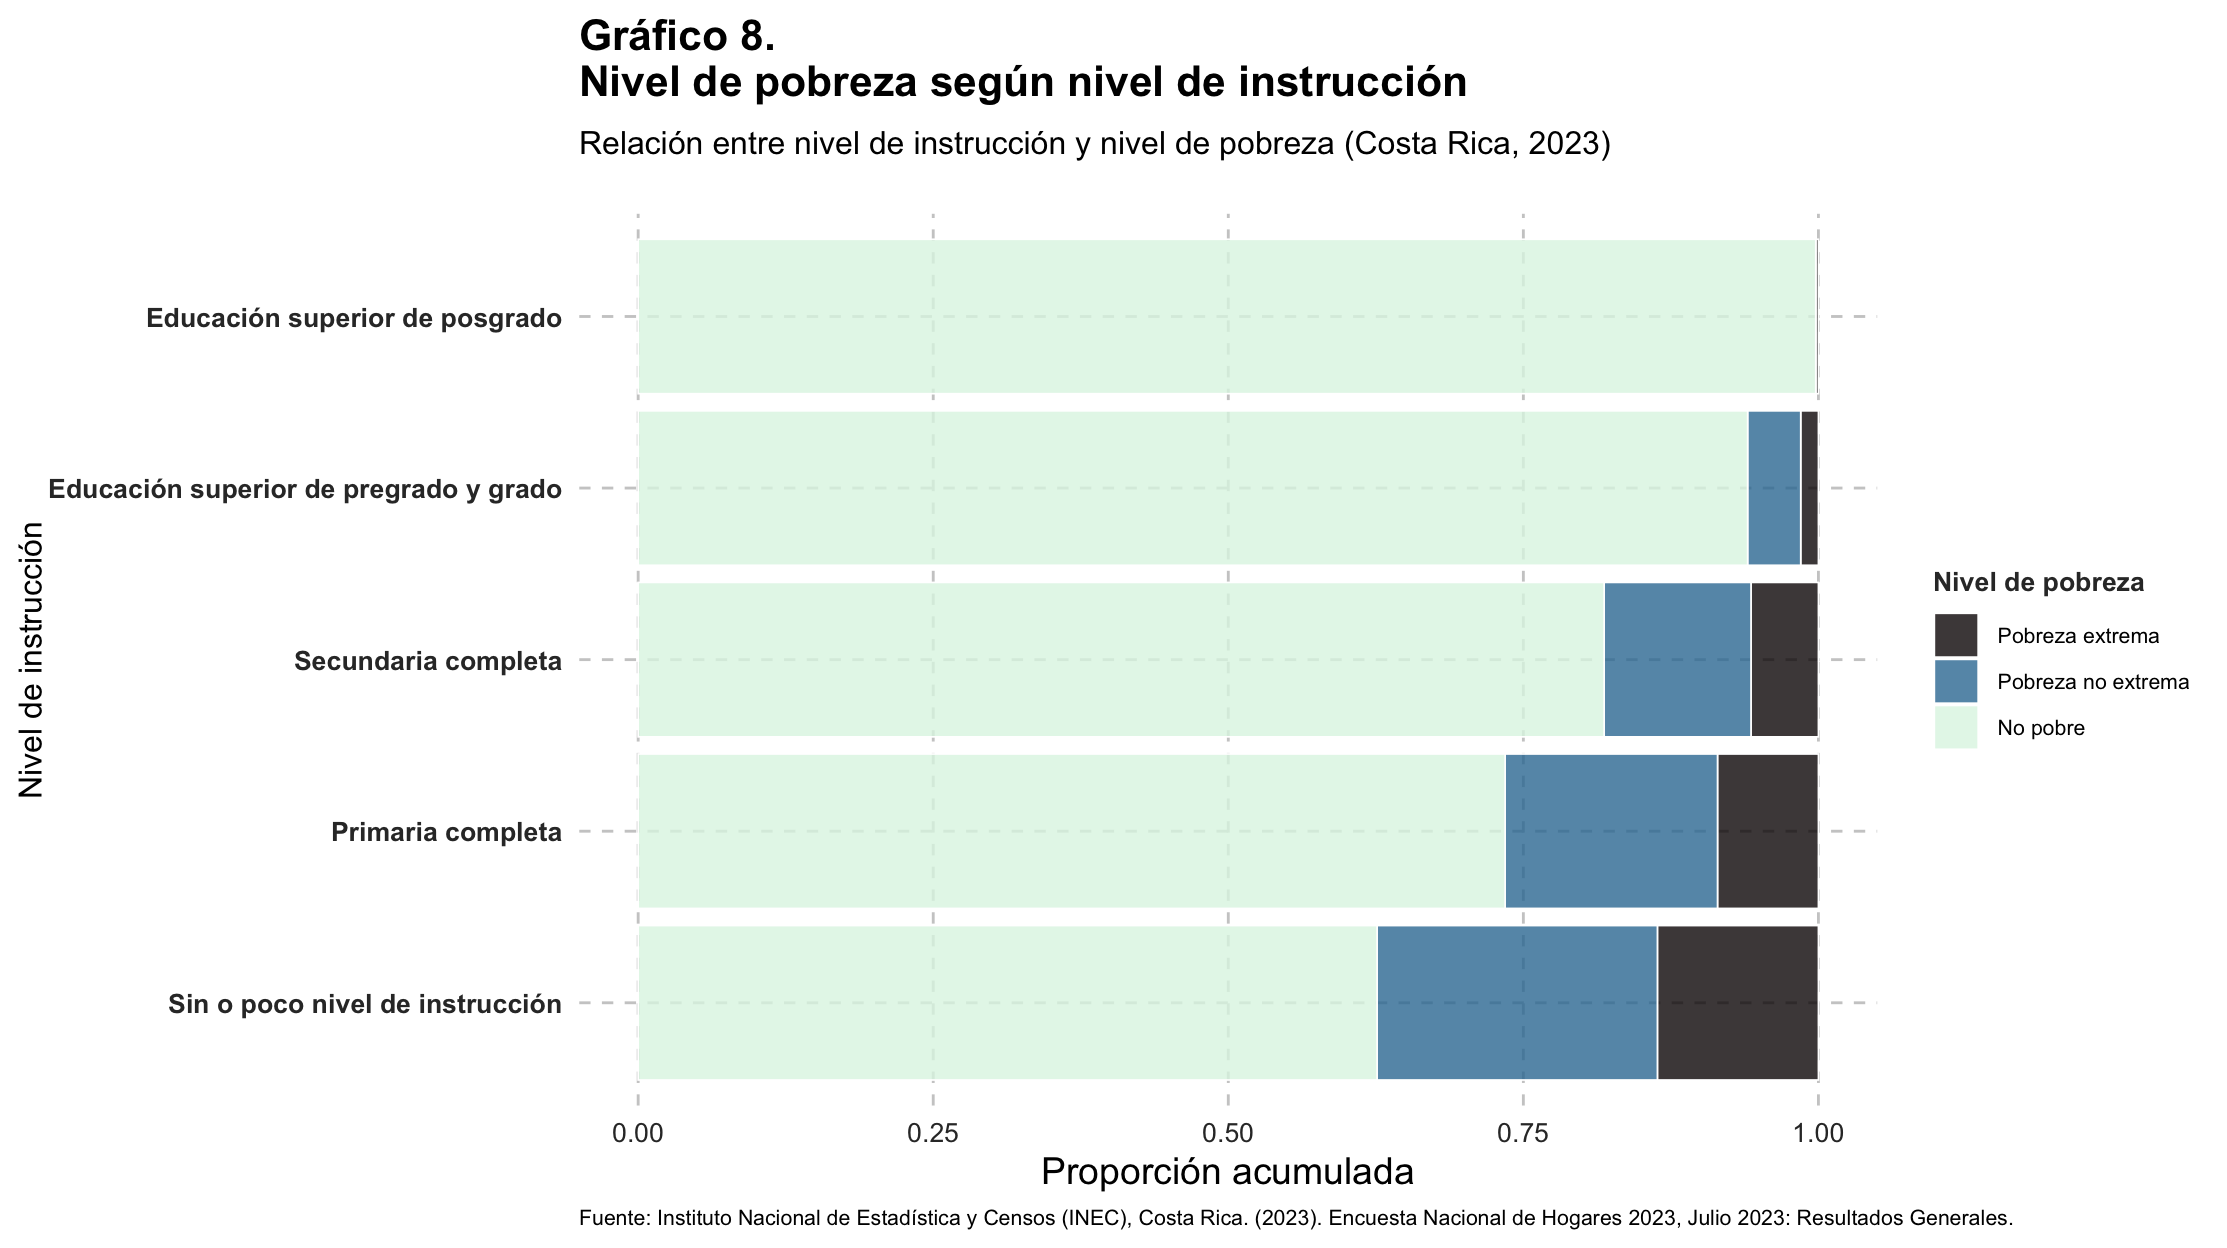 Gráfico 8.
Nivel de pobreza según nivel de instrucción
Relación entre nivel de instrucción y nivel de pobreza (Costa Rica, 2023)
Nivel de instrucción
Educación superior de posgrado
Educación superior de pregrado y grado
Secundaria completa
Primaria completa
Sin o poco nivel de instrucción
0.00 0.25 0.50 0.75 1.00
Proporción acumulada
Nivel de pobreza
Pobreza extrema
Pobreza no extrema
No pobre
Fuente: Instituto Nacional de Estadística y Censos (INEC), Costa Rica. (2023). Encuesta Nacional de Hogares 2023, Julio 2023: Resultados Generales.